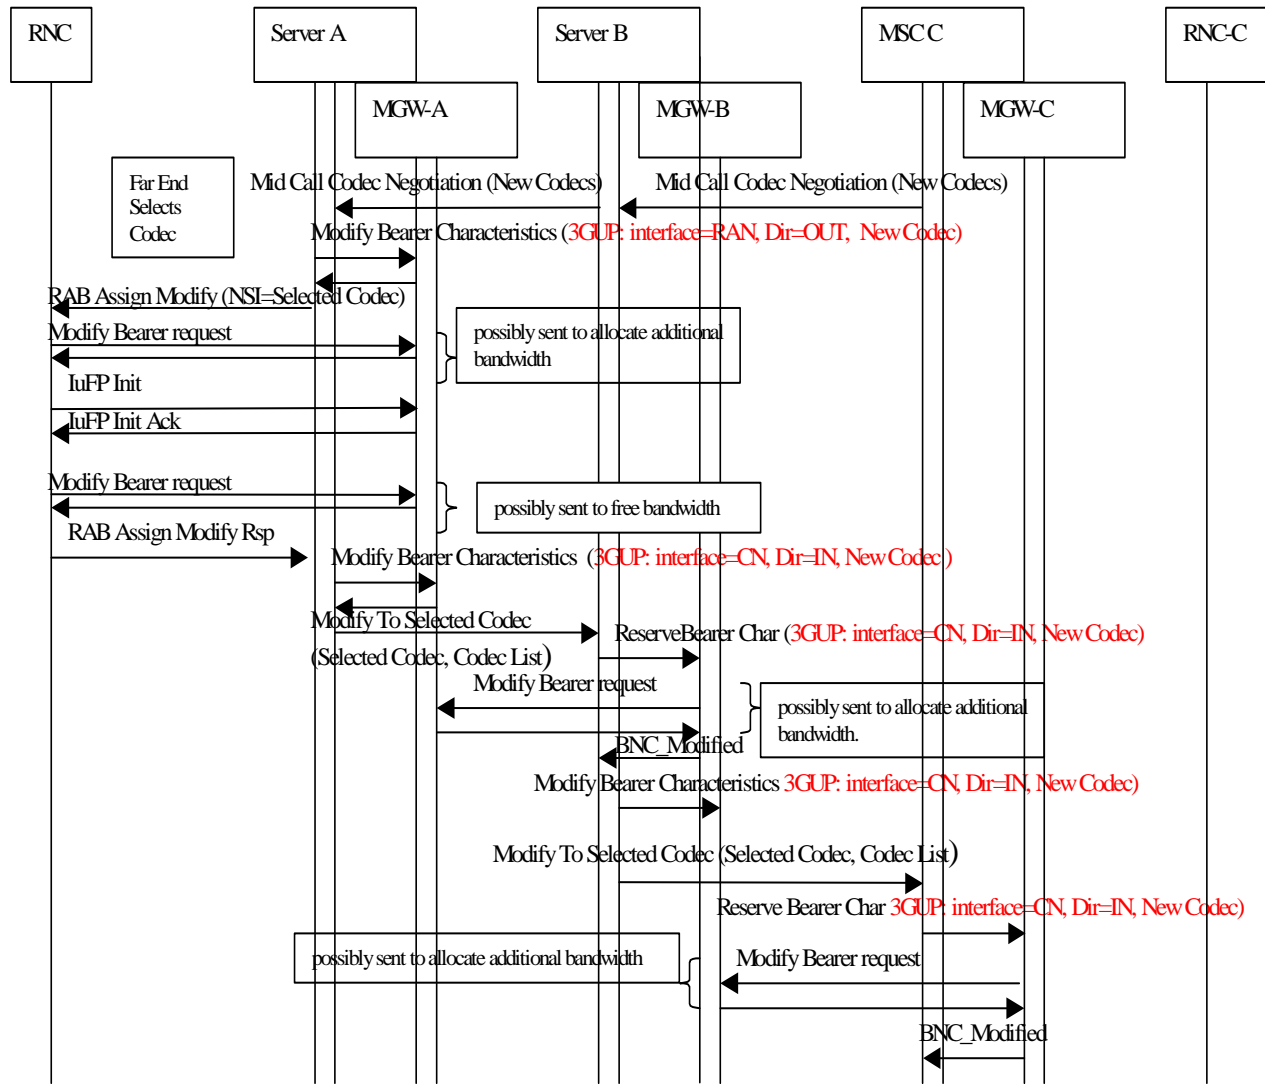 RNC
Server A
Server B
MSC C
RNC-C
MGW-A
MGW-B
MGW-C
Far End
Selects
Codec
Mid Call Codec Negotiation (New Codecs)
Mid Call Codec Negotiation (New Codecs)
Modify Bearer Characteristics (3GUP: interface=RAN, Dir=OUT, New Codec)
RAB Assign Modify (NSI=Selected Codec)
Modify Bearer request
possibly sent to allocate additional
bandwidth
IuFP Init
IuFP Init Ack
Modify Bearer request
possibly sent to free bandwidth
RAB Assign Modify Rsp
Modify Bearer Characteristics (3GUP: interface=CN, Dir=IN, New Codec )
Modify To Selected Codec
(Selected Codec, Codec List)
ReserveBearer Char (3GUP: interface=CN, Dir=IN, New Codec)
Modify Bearer request
possibly sent to allocate additional
bandwidth.
BNC_Modified
Modify Bearer Characteristics 3GUP: interface=CN, Dir=IN, New Codec)
Modify To Selected Codec (Selected Codec, Codec List)
Reserve Bearer Char 3GUP: interface=CN, Dir=IN, New Codec)
possibly sent to allocate additional bandwidth
Modify Bearer request
BNC_Modified